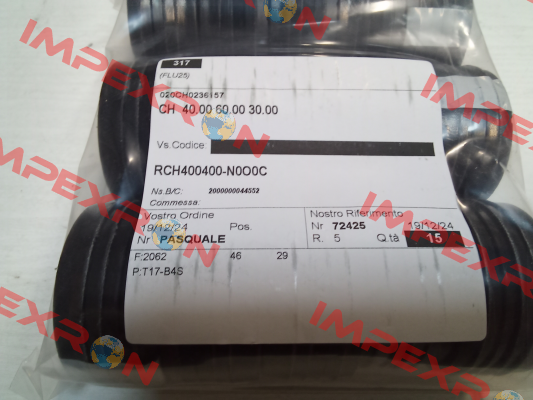 317
(FLU25)
020CH0236157
CH 40.00 60.00 30.00
Vs.Codice:
RCH400400-N0O0C
Ns.B/C: 2000000044552
Commessa:
Vostro Ordine Nostro Riferimento
19/12/24 Pos. Nr 72425 19/12/24
Nr PASQUALE R. 5 Q.tà 15
F:2062 46 29
P:T17-B4S
IMPEXRON
IMPEXRON
IMPEXRON
IMPEXRON
IMPEXRON